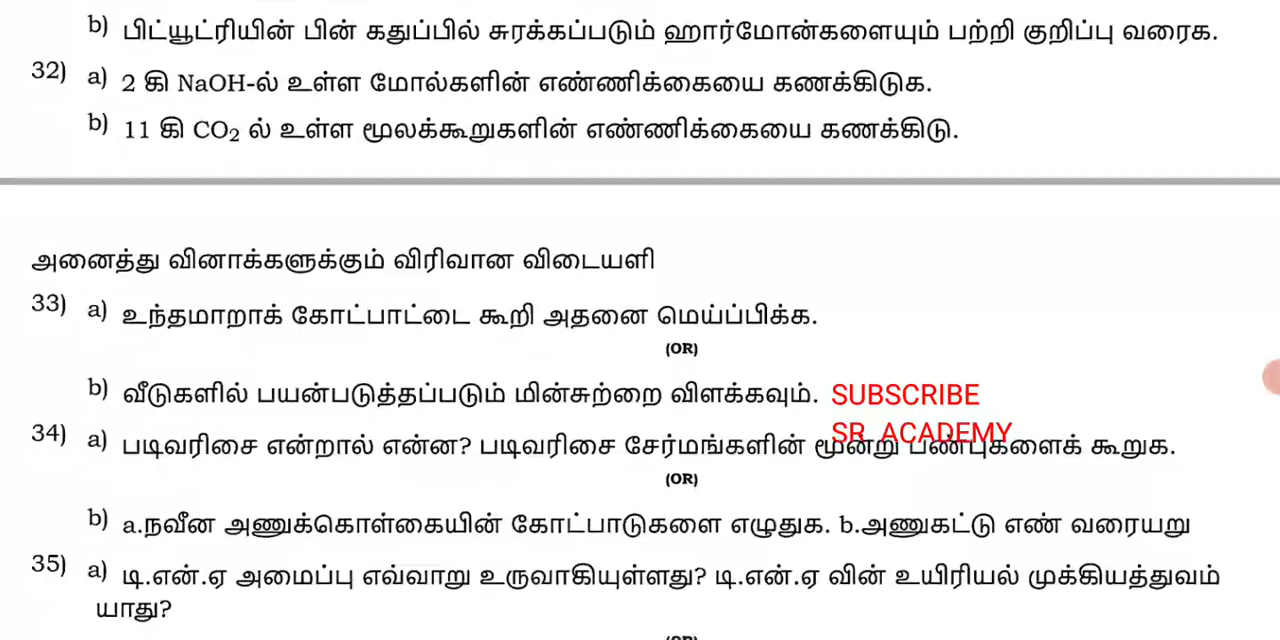 b) பிட்யூட்ரியின் பின் கதுப்பில் சுரக்கப்படும் ஹார்மோன்களையும் பற்றி குறிப்பு வரைக.
32) a) 2 கி NaOH-ல் உள்ள மோல்களின் எண்ணிக்கையை கணக்கிடுக.
b) 11 கி CO₂ ல் உள்ள மூலக்கூறுகளின் எண்ணிக்கையை கணக்கிடு.
அனைத்து வினாக்களுக்கும் விரிவான விடையளி
33) a) உந்தமாறாக் கோட்பாட்டை கூறி அதனை மெய்ப்பிக்க.
(OR)
b) வீடுகளில் பயன்படுத்தப்படும் மின்சுற்றை விளக்கவும். SUBSCRIBE
SR ACADEMY
34) a) படிவரிசை என்றால் என்ன? படிவரிசை சேர்மங்களின் மூன்று பண்புகளைக் கூறுக.
(OR)
b) a.நவீன அணுக்கொள்கையின் கோட்பாடுகளை எழுதுக. b.அணுகட்டு எண் வரையறு
35) a) டி.என்.ஏ அமைப்பு எவ்வாறு உருவாகியுள்ளது? டி.என்.ஏ வின் உயிரியல் முக்கியத்துவம்
யாது?
(OR)